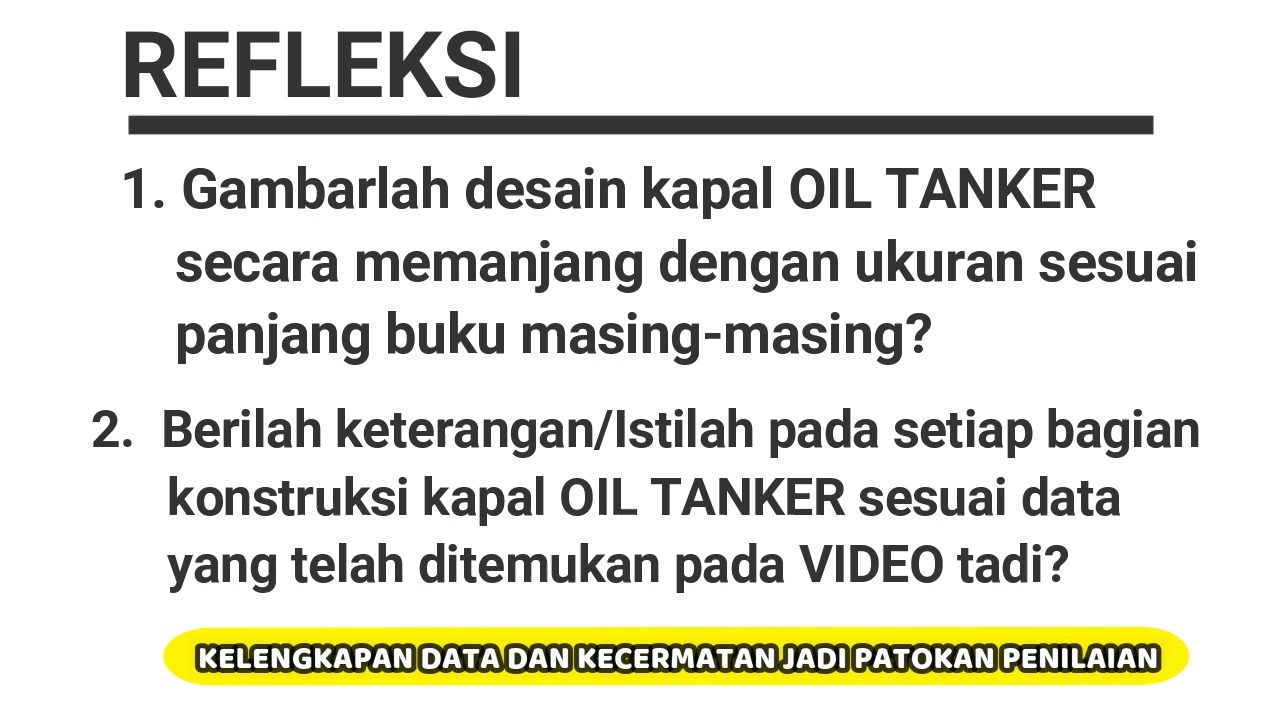 REFLEKSI
1. Gambarlah desain kapal OIL TANKER
secara memanjang dengan ukuran sesuai
panjang buku masing-masing?
2. Berilah keterangan/Istilah pada setiap bagian
konstruksi kapal OIL TANKER sesuai data
yang telah ditemukan pada VIDEO tadi?
KELENGKAPAN DATA DAN KECERMATAN JADI PATOKAN PENILAIAN